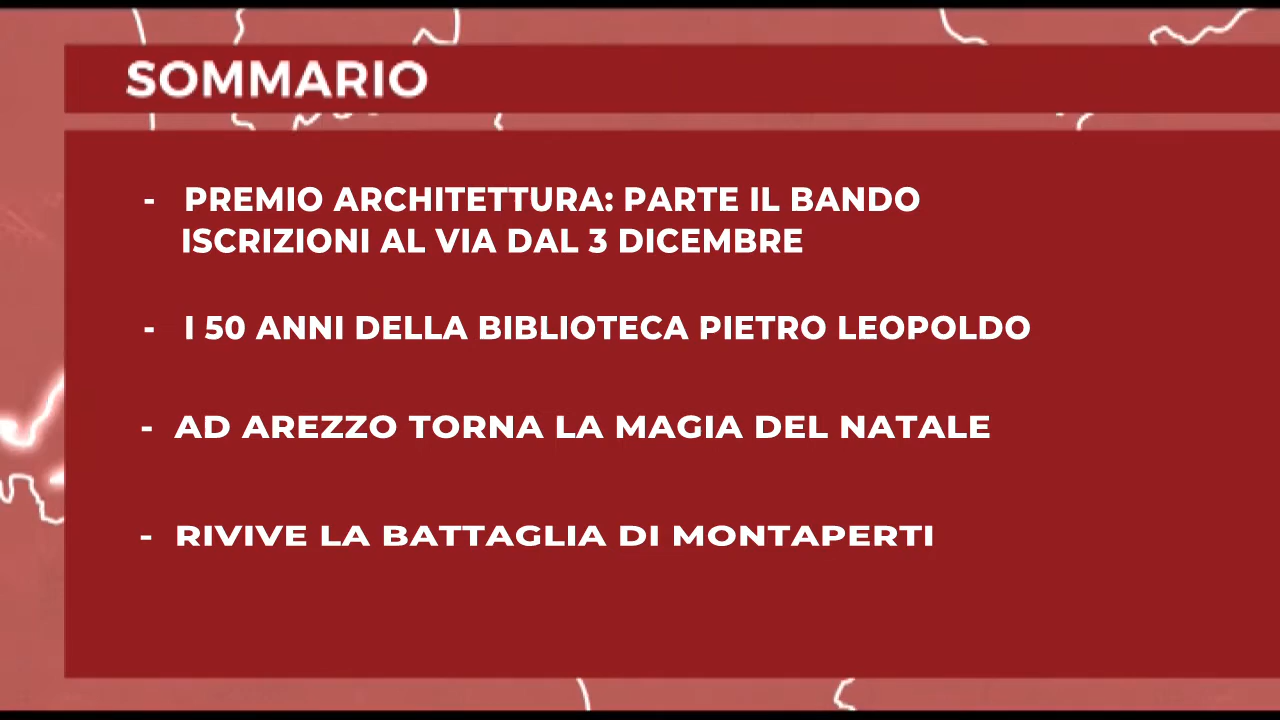 SOMMARIO
- PREMIO ARCHITETTURA: PARTE IL BANDO
ISCRIZIONI AL VIA DAL 3 DICEMBRE
- I 50 ANNI DELLA BIBLIOTECA PIETRO LEOPOLDO
- AD AREZZO TORNA LA MAGIA DEL NATALE
- RIVIVE LA BATTAGLIA DI MONTAPERTI